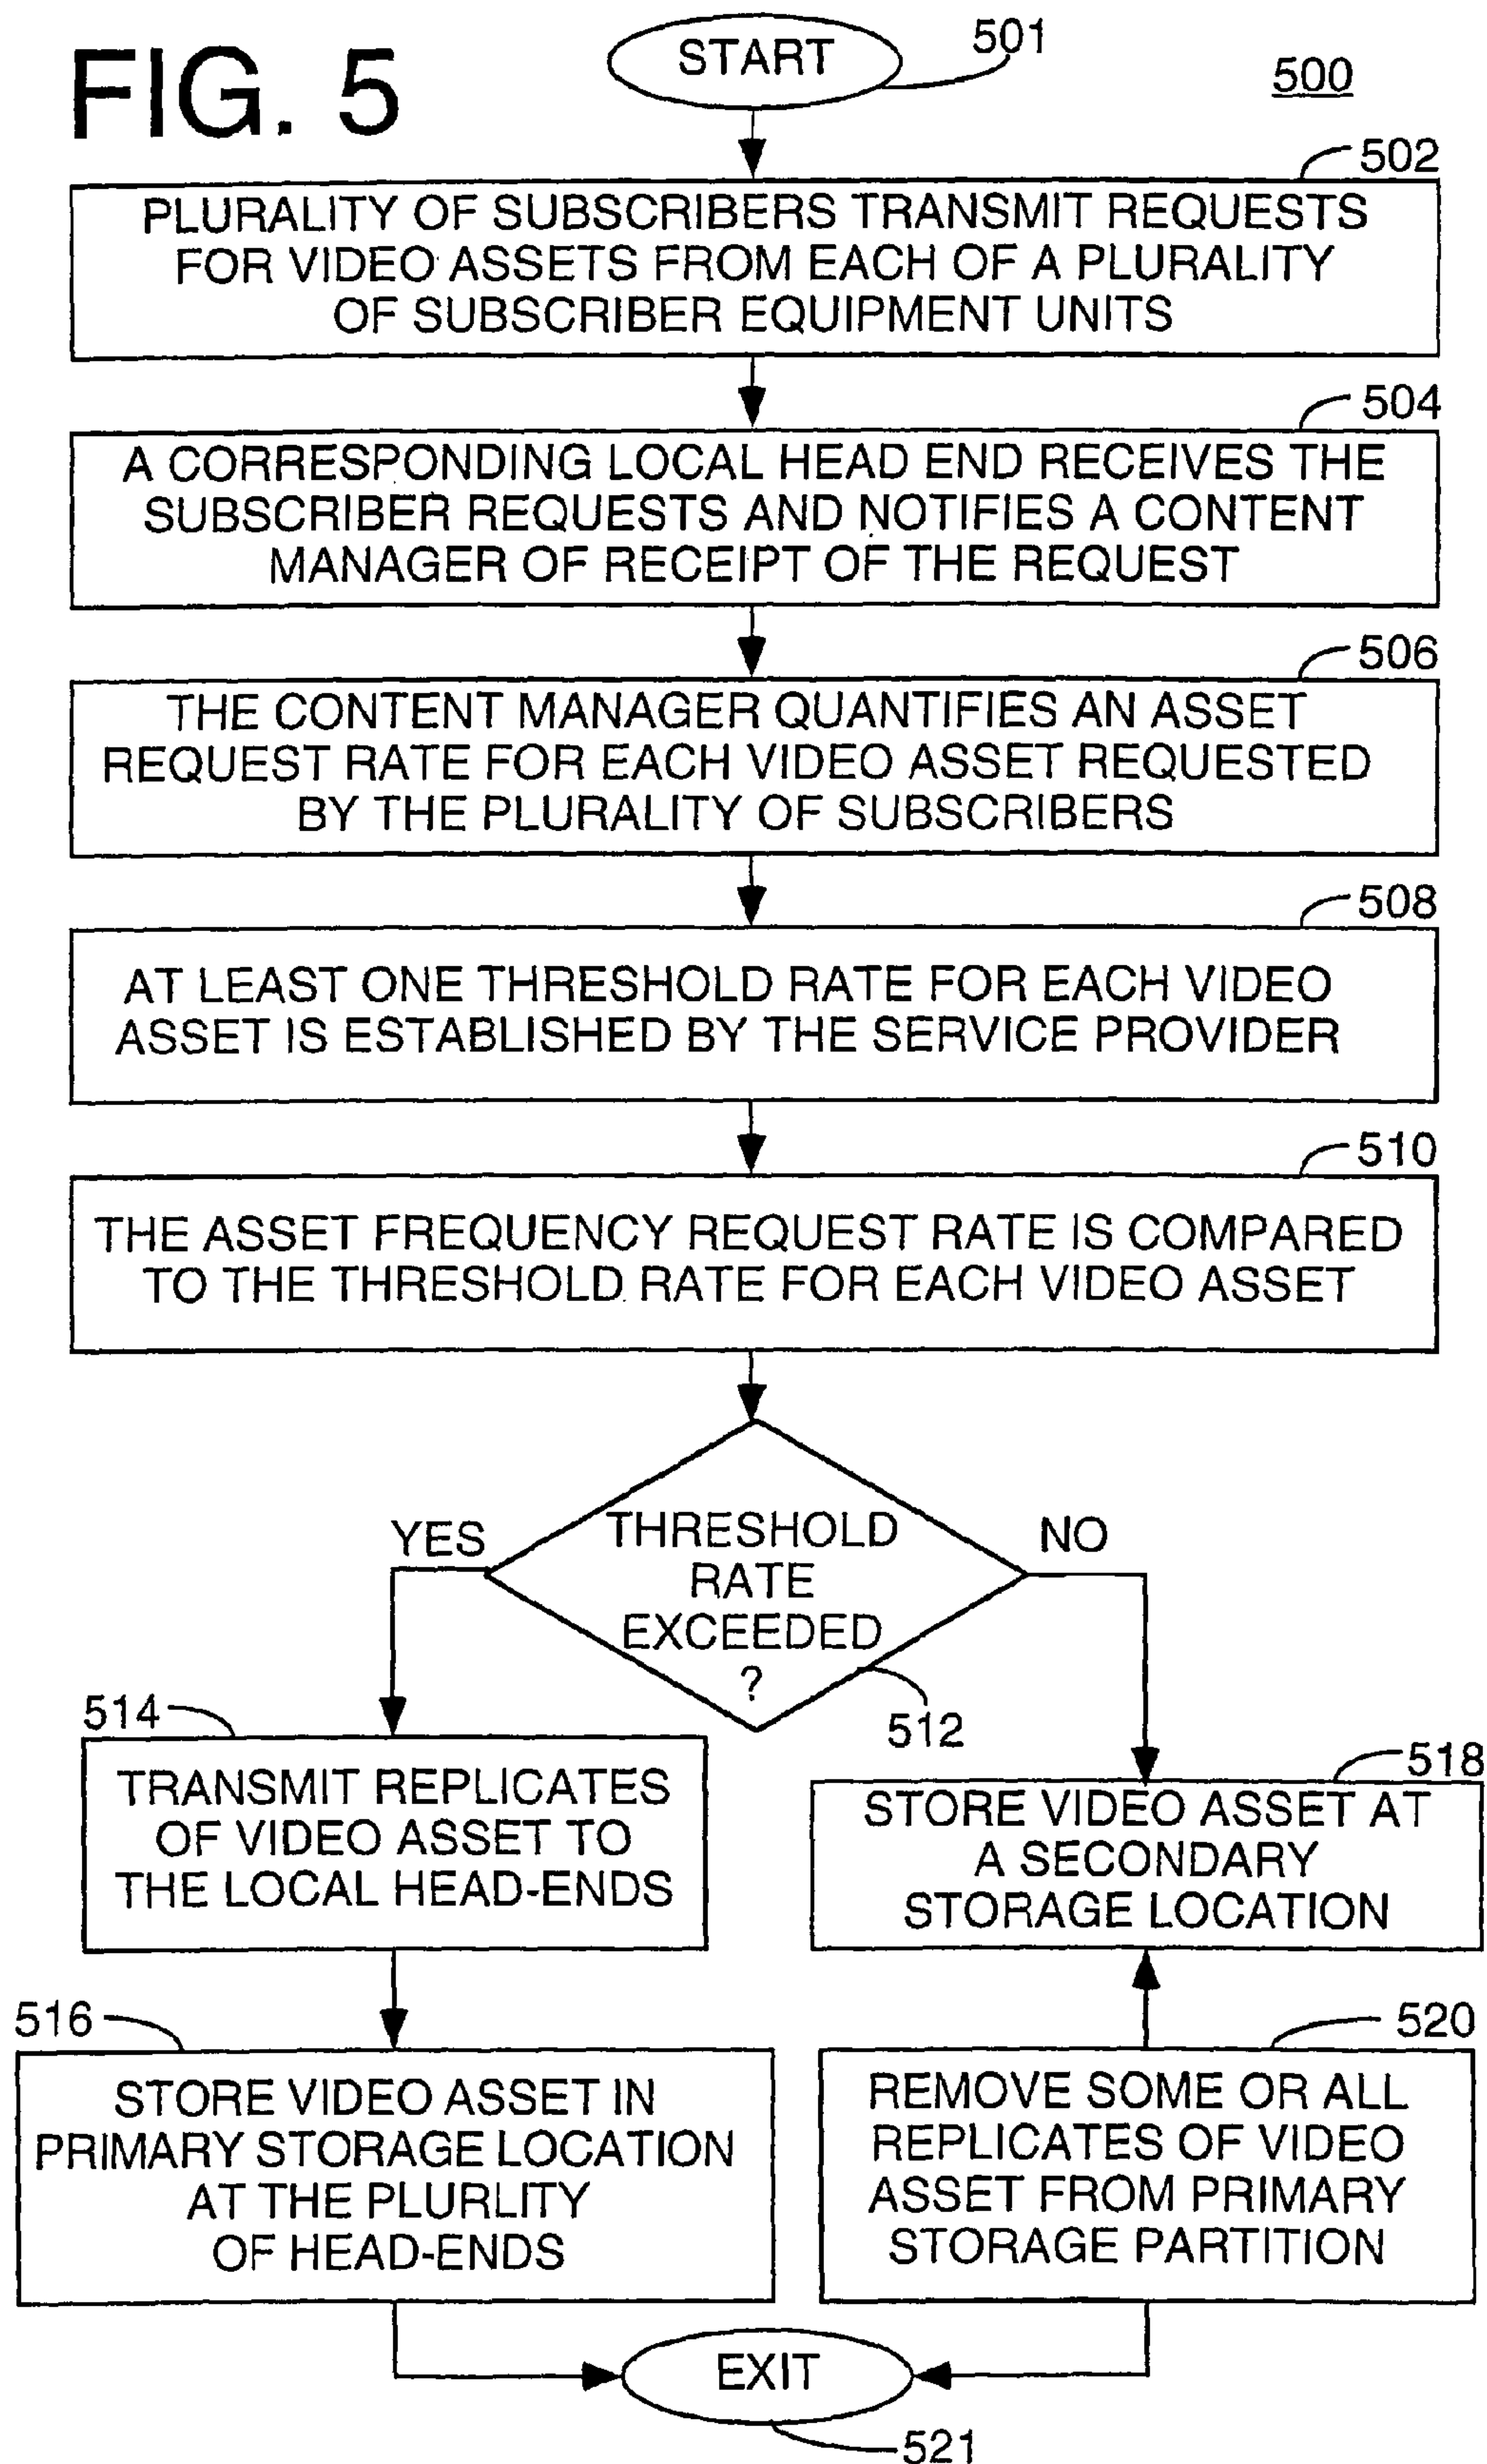 FIG. 5
START
501
500
502
PLURALITY OF SUBSCRIBERS TRANSMIT REQUESTS
FOR VIDEO ASSETS FROM EACH OF A PLURALITY
OF SUBSCRIBER EQUIPMENT UNITS
504
A CORRESPONDING LOCAL HEAD END RECEIVES THE
SUBSCRIBER REQUESTS AND NOTIFIES A CONTENT
MANAGER OF RECEIPT OF THE REQUEST
506
THE CONTENT MANAGER QUANTIFIES AN ASSET
REQUEST RATE FOR EACH VIDEO ASSET REQUESTED
BY THE PLURALITY OF SUBSCRIBERS
508
AT LEAST ONE THRESHOLD RATE FOR EACH VIDEO
ASSET IS ESTABLISHED BY THE SERVICE PROVIDER
510
THE ASSET FREQUENCY REQUEST RATE IS COMPARED
TO THE THRESHOLD RATE FOR EACH VIDEO ASSET
YES
THRESHOLD
RATE
EXCEEDED
?
NO
512
514
TRANSMIT REPLICATES
OF VIDEO ASSET TO
THE LOCAL HEAD-ENDS
518
STORE VIDEO ASSET AT
A SECONDARY
STORAGE LOCATION
516
STORE VIDEO ASSET IN
PRIMARY STORAGE LOCATION
AT THE PLURLITY
OF HEAD-ENDS
520
REMOVE SOME OR ALL
REPLICATES OF VIDEO
ASSET FROM PRIMARY
STORAGE PARTITION
EXIT
521